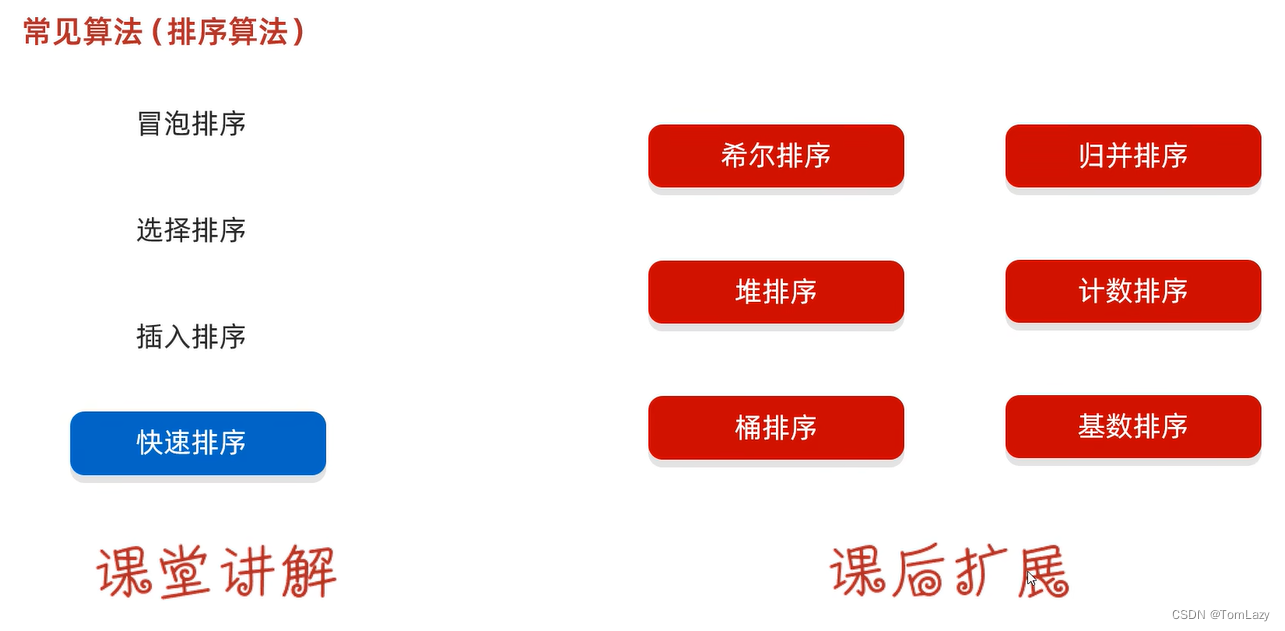 常见算法(排序算法)
冒泡排序
选择排序
插入排序
快速排序
课堂讲解
希尔排序 归并排序
堆排序 计数排序
桶排序 基数排序
课后扩展
CSDN @TomLazy